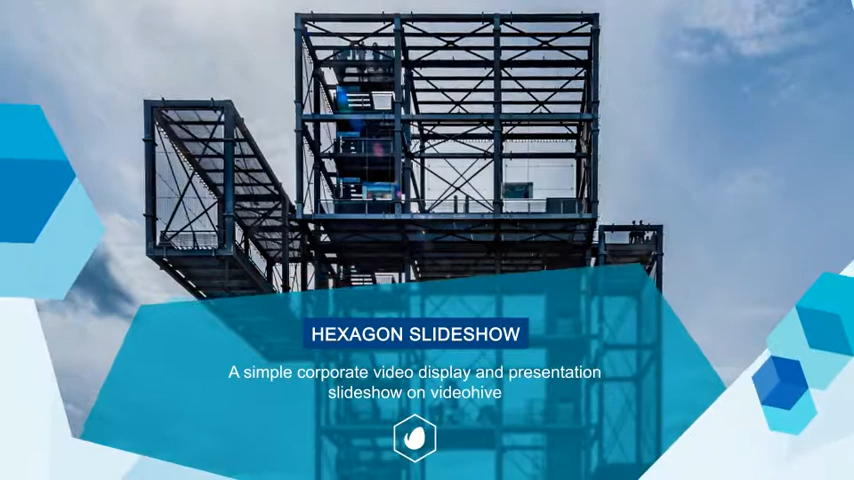 HEXAGON SLIDESHOW
A simple corporate video display and presentation
slideshow on videohive